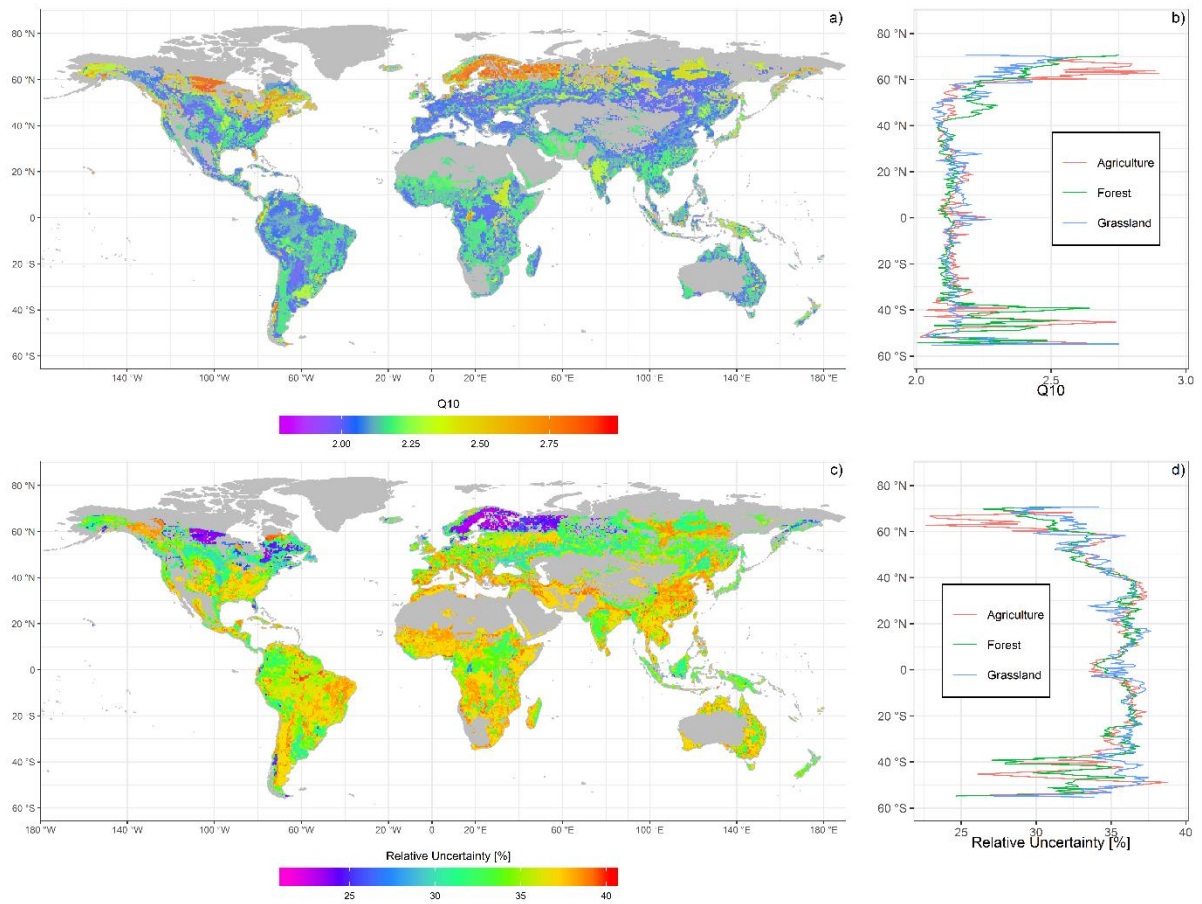 a)
80 °N
60 °N
40 °N
20 °N
0
20 °S
40 °S
60 °S
140 °W 100 °W 60 °W 20 °W 0 20 °E 60 °E 100 °E 140 °E 180 °E
Q10
2.00 2.25 2.50 2.75
b)
80 °N
60 °N
40 °N
20 °N
0
20 °S
40 °S
60 °S
Agriculture
Forest
Grassland
2.0 2.5 3.0
Q10
c)
80 °N
60 °N
40 °N
20 °N
0
20 °S
40 °S
60 °S
180 °W 140 °W 100 °W 60 °W 20 °W 0 20 °E 60 °E 100 °E 140 °E 180 °E
Relative Uncertainty [%]
25 30 35 40
d)
80 °N
60 °N
40 °N
20 °N
0
20 °S
40 °S
60 °S
Agriculture
Forest
Grassland
25 30 35 40
Relative Uncertainty [%]